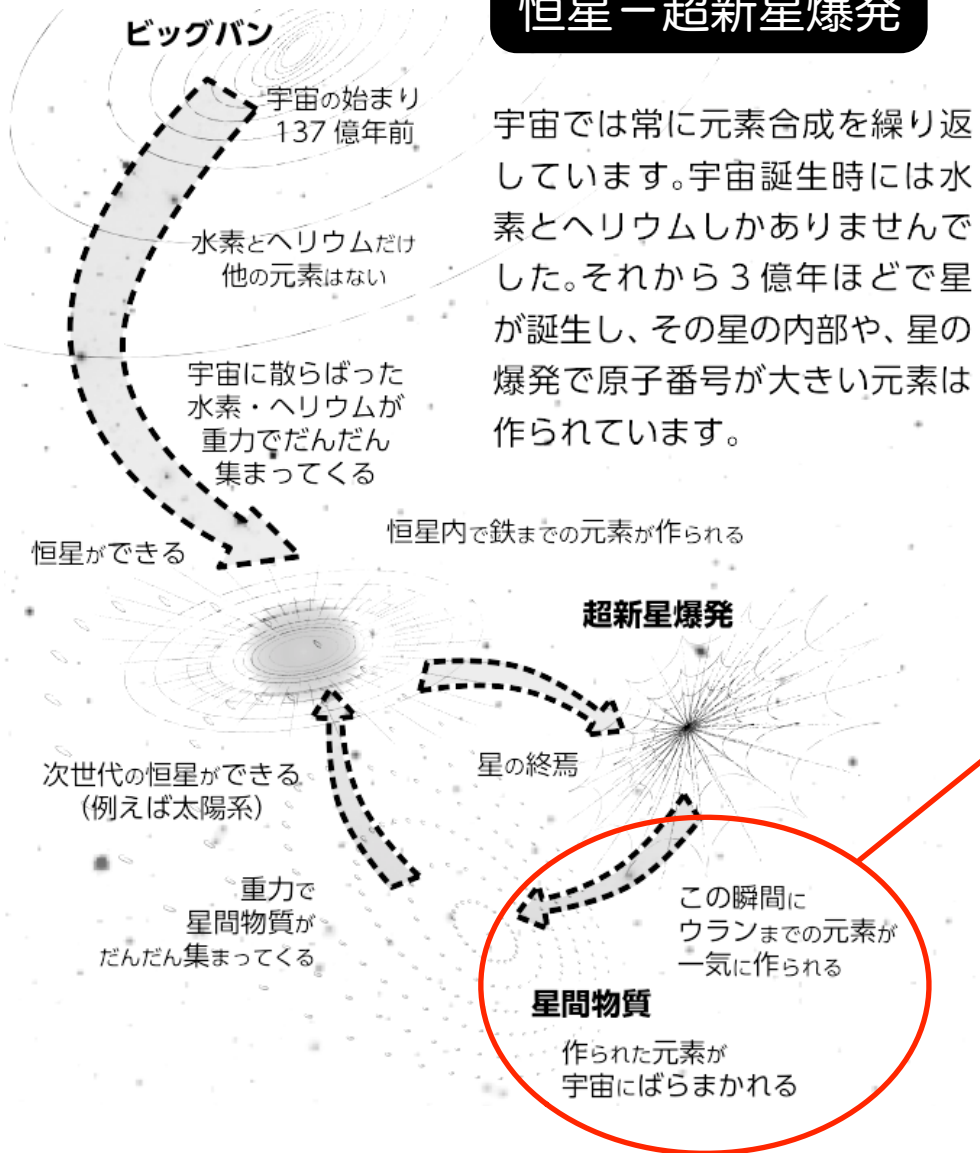 恒星－超新星爆発
ビッグバン
宇宙の始まり
137 億年前
宇宙では常に元素合成を繰り返
しています。宇宙誕生時には水
素とヘリウムしかありませんで
した。それから３億年ほどで星
が誕生し、その星の内部や、星の
爆発で原子番号が大きい元素は
作られています。
水素とヘリウムだけ
他の元素はない
宇宙に散らばった
水素・ヘリウムが
重力でだんだん
集まってくる
恒星ができる
恒星内で鉄までの元素が作られる
超新星爆発
星の終焉
次世代の恒星ができる
(例えば太陽系)
重力で
星間物質が
だんだん集まってくる
この瞬間に
ウランまでの元素が
一気に作られる
星間物質
作られた元素が
宇宙にばらまかれる